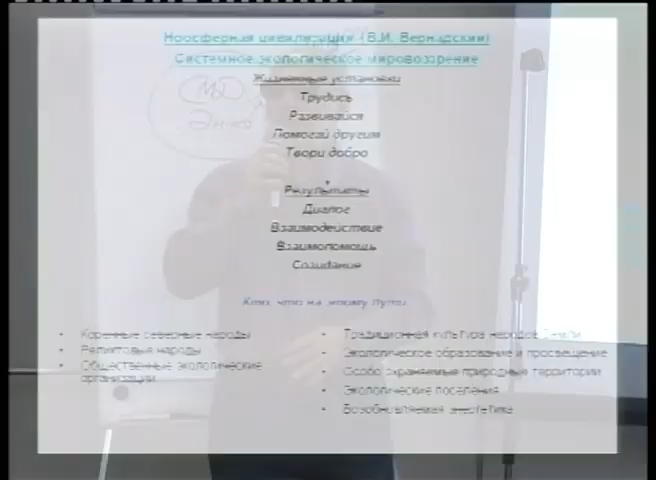 Ноосферная цивилизация (В.И. Вернадский)
Системное экологическое мировоззрение
Жизненные установки
Трудись
Развивайся
Помогай другим
Твори добро
Результаты
Диалог
Взаимодействие
Взаимопомощь
Созидание
Кто, что на этому Пути
• Коренные северные народы
• Реликтовые народы
• Общественные экологические
организации
• Традиционная культура народов Земли
• Экологическое образование и просвещение
• Особо охраняемые природные территории
• Экологические поселения
• Возобновляемая энергетика